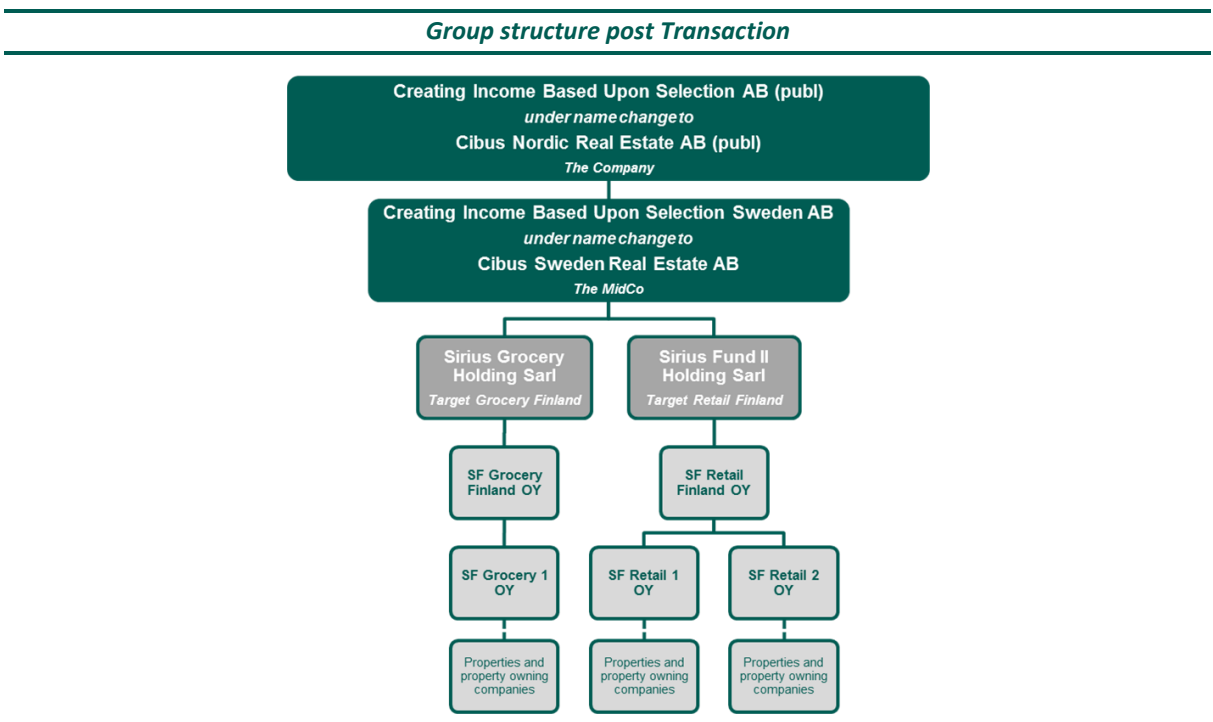 Group structure post Transaction
Creating Income Based Upon Selection AB (publ)
under name change to
Cibus Nordic Real Estate AB (publ)
The Company
Creating Income Based Upon Selection Sweden AB
under name change to
Cibus Sweden Real Estate AB
The MidCo
Sirius Grocery
Holding Sarl
Target Grocery Finland
Sirius Fund II
Holding Sarl
Target Retail Finland
SF Grocery
Finland OY
SF Retail
Finland OY
SF Grocery 1
OY
SF Retail 1
OY
SF Retail 2
OY
Properties and
property owning
companies
Properties and
property owning
companies
Properties and
property owning
companies